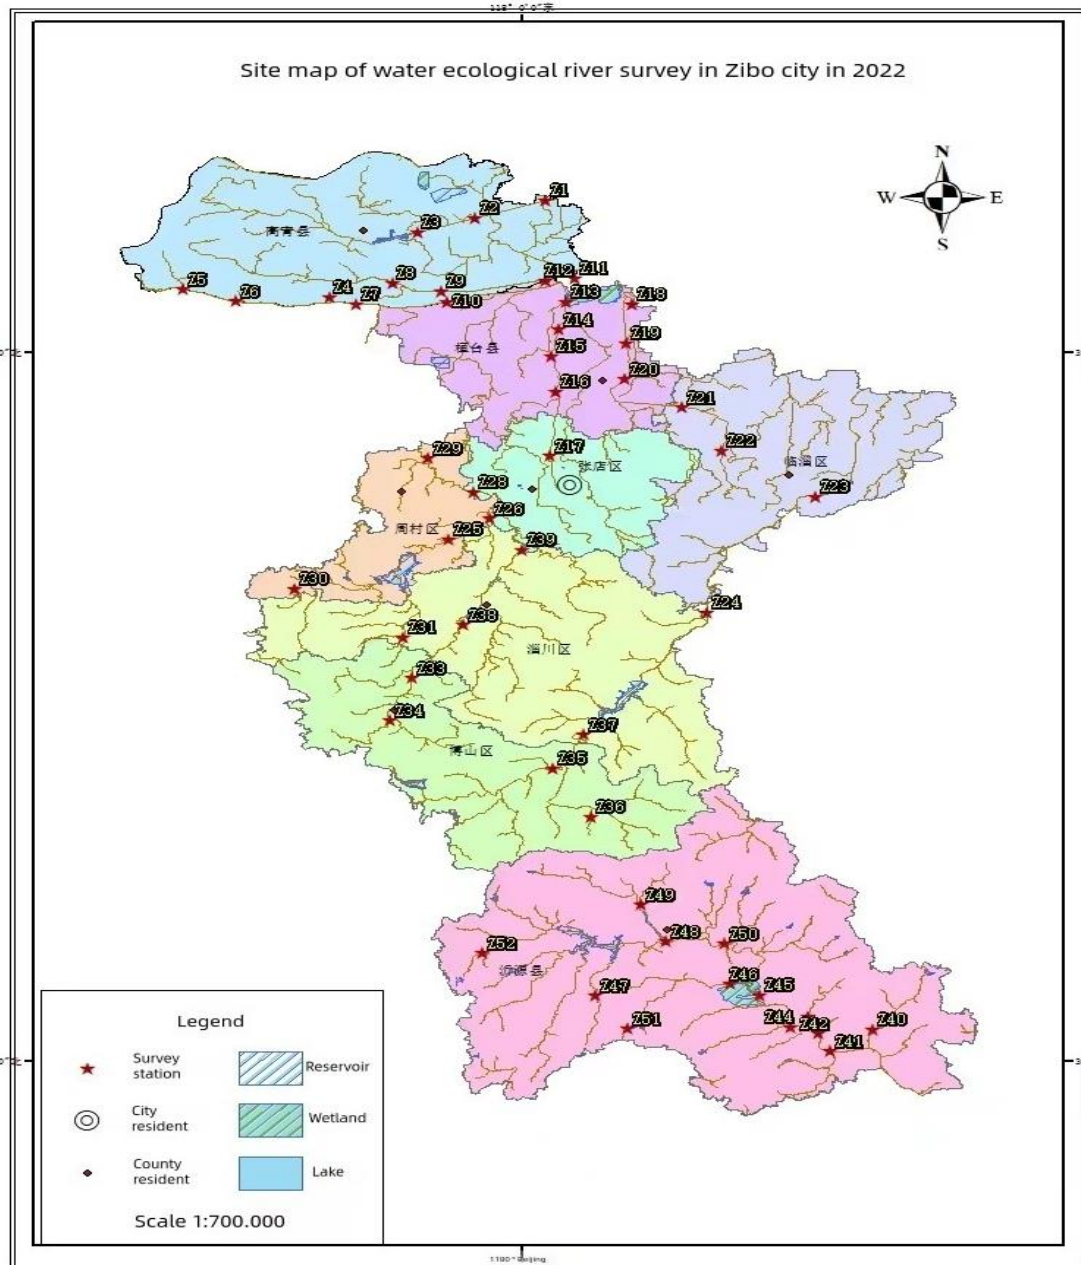 118° 0′0″东
Site map of water ecological river survey in Zibo city in 2022
N
W E
S
Z1
Z2
Z3
高青县
Z5
Z6
Z4
Z7
Z8
Z9
Z10
Z12
Z11
Z13
Z18
Z14
Z19
桓台县
Z15
Z20
Z16
Z21
Z29
Z17
Z22
张店区
临淄区
Z28
Z23
Z26
周村区
Z25
Z39
Z30
Z24
Z38
Z31
淄川区
Z33
Z34
Z37
博山区
Z35
Z36
Z49
Z48
Z50
Z52
沂源县
Z46
Z47
Z45
Z51
Z44
Z42
Z40
Z41
Legend
Survey
station
Reservoir
City
resident
Wetland
County
resident
Lake
Scale 1:700.000